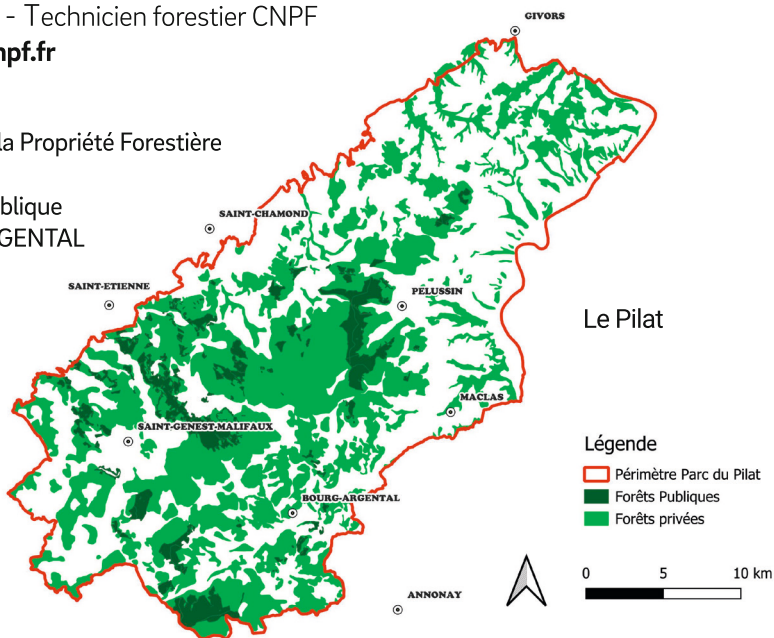 - Technicien forestier CNPF
npf.fr
la Propriété Forestière
blique
GENTAL
GIVORS
SAINT-CHAMOND
SAINT-ETIENNE
PÉLUSSIN
Le Pilat
MACLAS
SAINT-GENEST-MALIFAUX
BOURG-ARGENTAL
ANNONAY
Légende
Périmètre Parc du Pilat
Forêts Publiques
Forêts privées
0 5 10 km